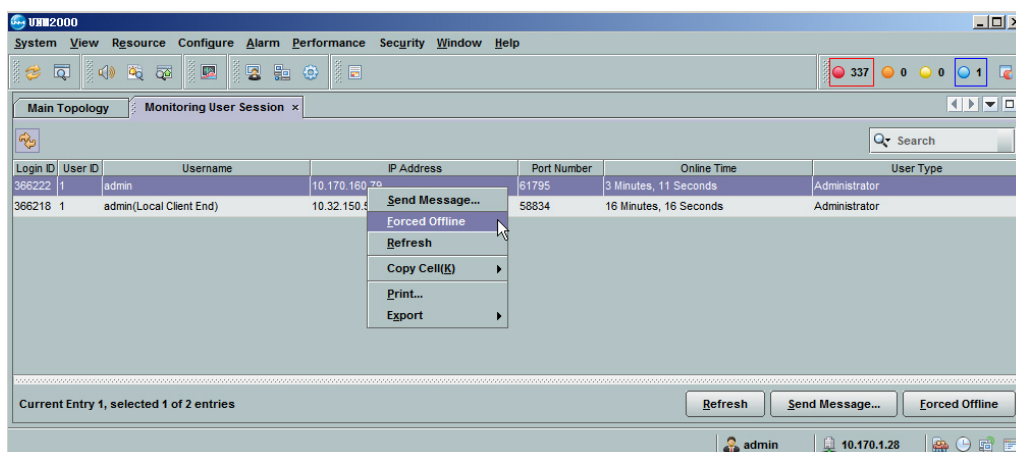 UNM2000
System View Resource Configure Alarm Performance Security Window Help
337 0 0 1
Main Topology Monitoring User Session ×
Search
Login ID User ID Username IP Address Port Number Online Time User Type
366222 1 admin 10.170.160.79 61795 3 Minutes, 11 Seconds Administrator
366218 1 admin(Local Client End) 10.32.150. 58834 16 Minutes, 16 Seconds Administrator
Send Message...
Forced Offline
Refresh
Copy Cell(K)
Print...
Export
Current Entry 1, selected 1 of 2 entries Refresh Send Message... Forced Offline
admin 10.170.1.28